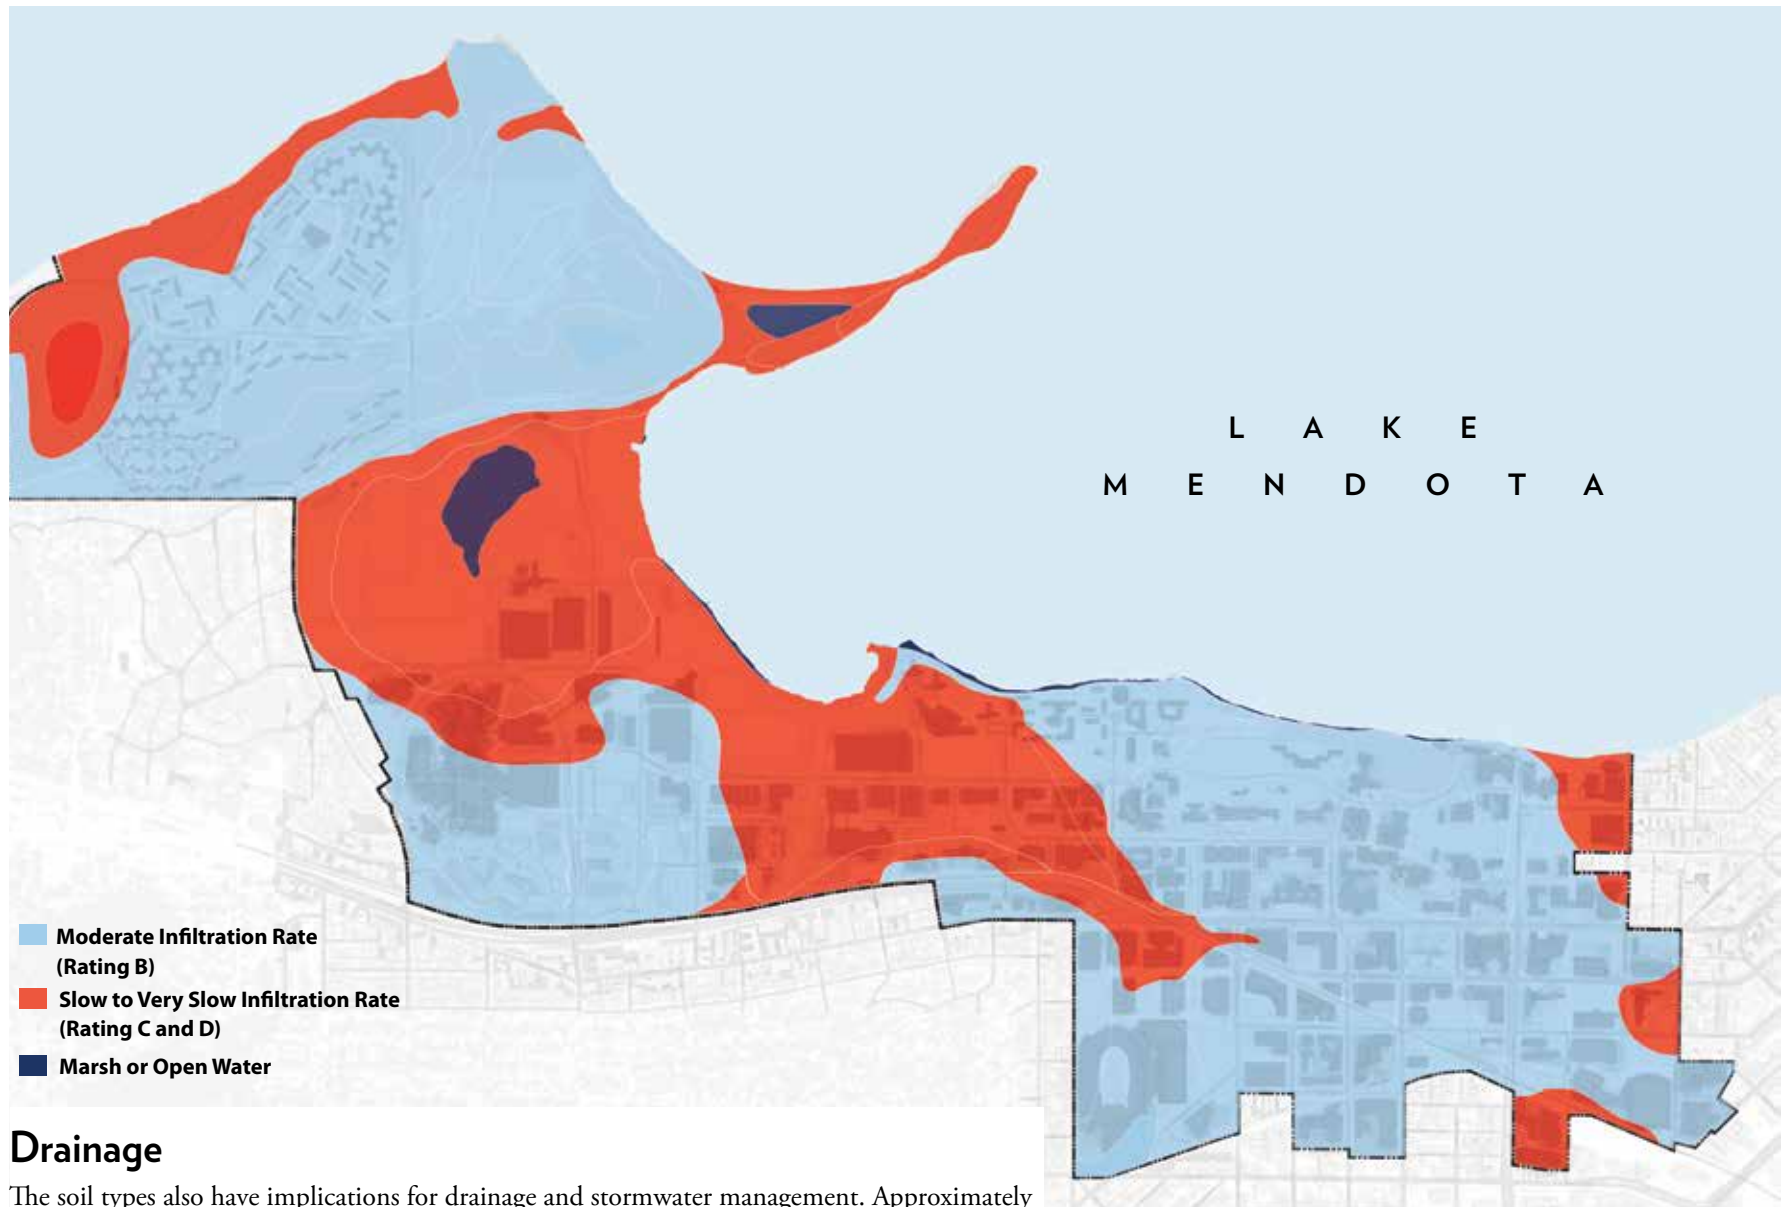 L A K E
M E N D O T A
Moderate Infiltration Rate
(Rating B)
Slow to Very Slow Infiltration Rate
(Rating C and D)
Marsh or Open Water
Drainage
The soil types also have implications for drainage and stormwater management. Approximately